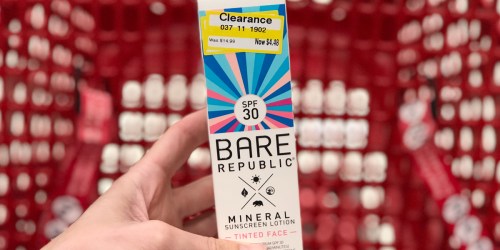 Clearance
037 11 1902
Was $14.99 Now $4.48
SPF
30
BARE
REPUBLIC
MINERAL
SUNSCREEN LOTION
TINTED FACE